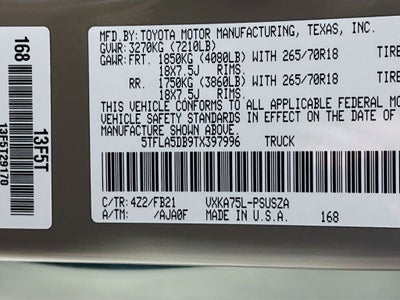 168
13F5T
13F5T29170
MFD.BY: TOYOTA MOTOR MANUFACTURING, TEXAS, INC.
GVWR: 3270KG (7210LB)
GAWR: FRT. 1850KG (4080LB) WITH 265/70R18 TIRE
18X7.5J RIMS
RR. 1750KG (3860LB) WITH 265/70R18 TIRE
18X7.5J RIMS
THIS VEHICLE CONFORMS TO ALL APPLICABLE FEDERAL MO
VEHICLE SAFETY STANDARDS IN EFFECT ON THE DATE OF
MANUFACTURE SHOWN ABOVE.
5TFLA5DB9TX397996 TRUCK
C/TR: 4Z2/FB21 VXKA75L-PSUSZA
A/TM: /AJA0F MADE IN U.S.A. 168